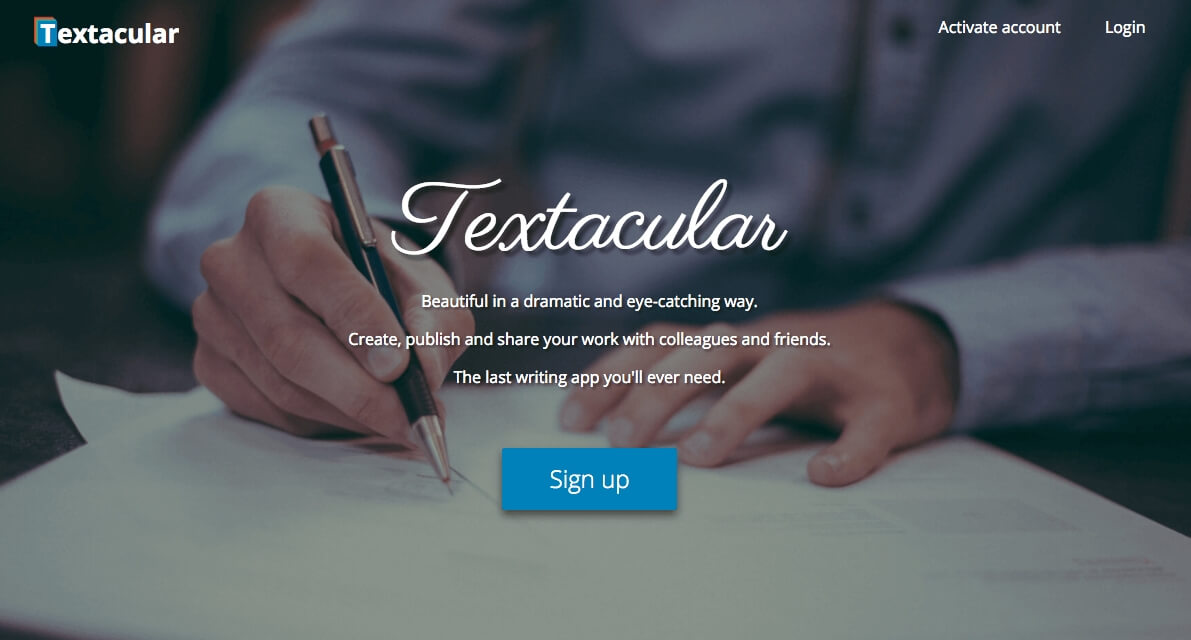 Textacular
Activate account
Login
Textacular
Beautiful in a dramatic and eye-catching way.
Create, publish and share your work with colleagues and friends.
The last writing app you'll ever need.
Sign up